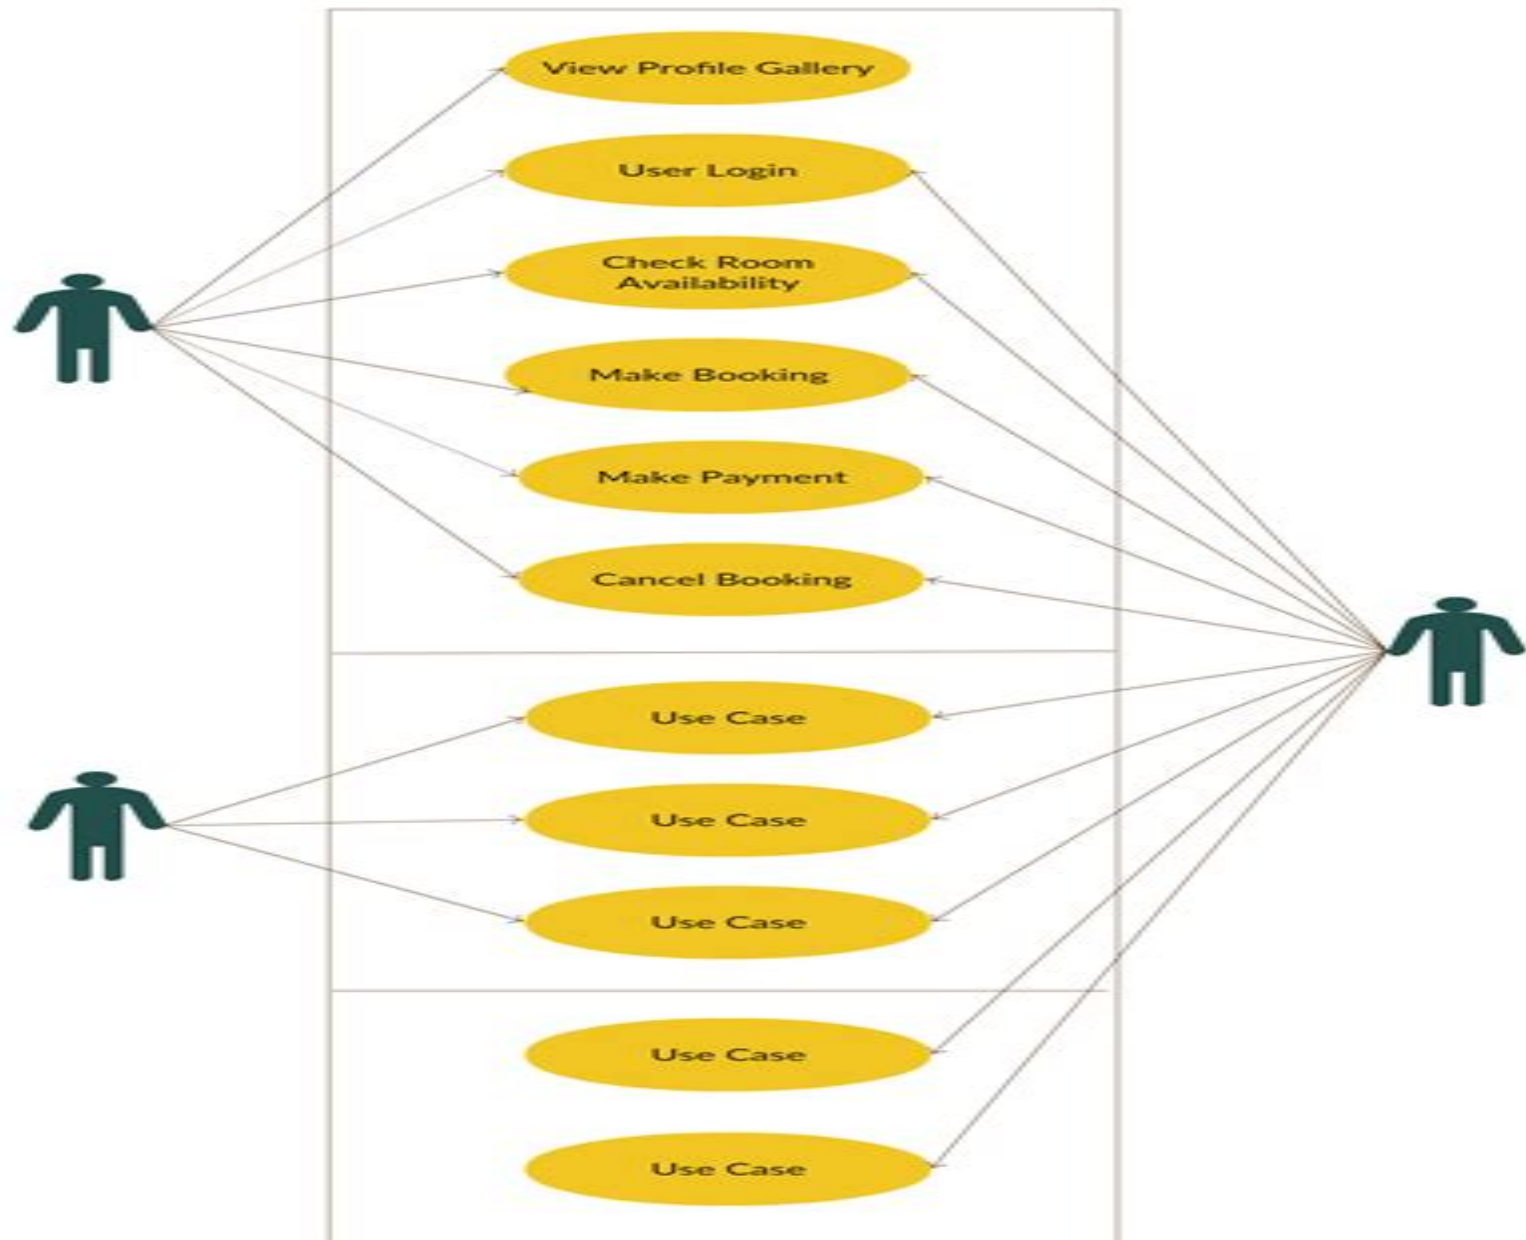 View Profile Gallery
User Login
Check Room
Availability
Make Booking
Make Payment
Cancel Booking
Use Case
Use Case
Use Case
Use Case
Use Case